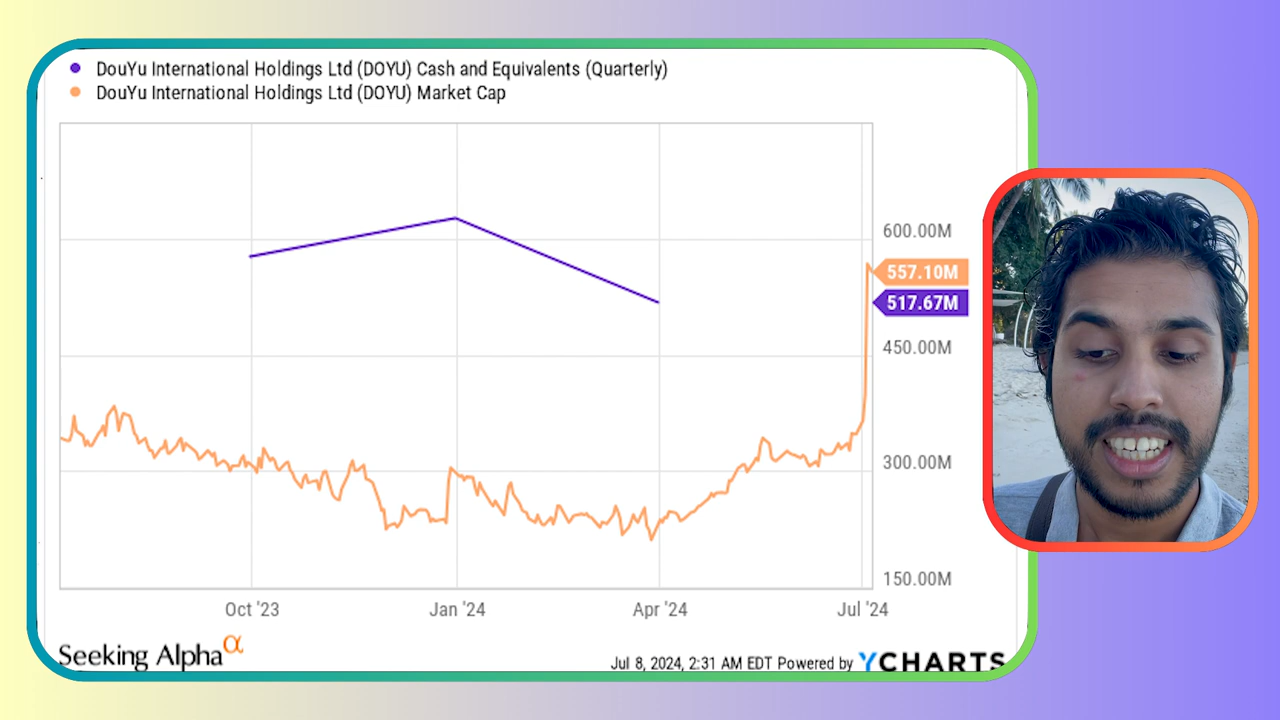 DouYu International Holdings Ltd (DOYU) Cash and Equivalents (Quarterly)
DouYu International Holdings Ltd (DOYU) Market Cap
600.00M
557.10M
517.67M
450.00M
300.00M
150.00M
Oct '23 Jan '24 Apr '24 Jul '24
Seeking Alpha α
Jul 8, 2024, 2:31 AM EDT Powered by YCHARTS